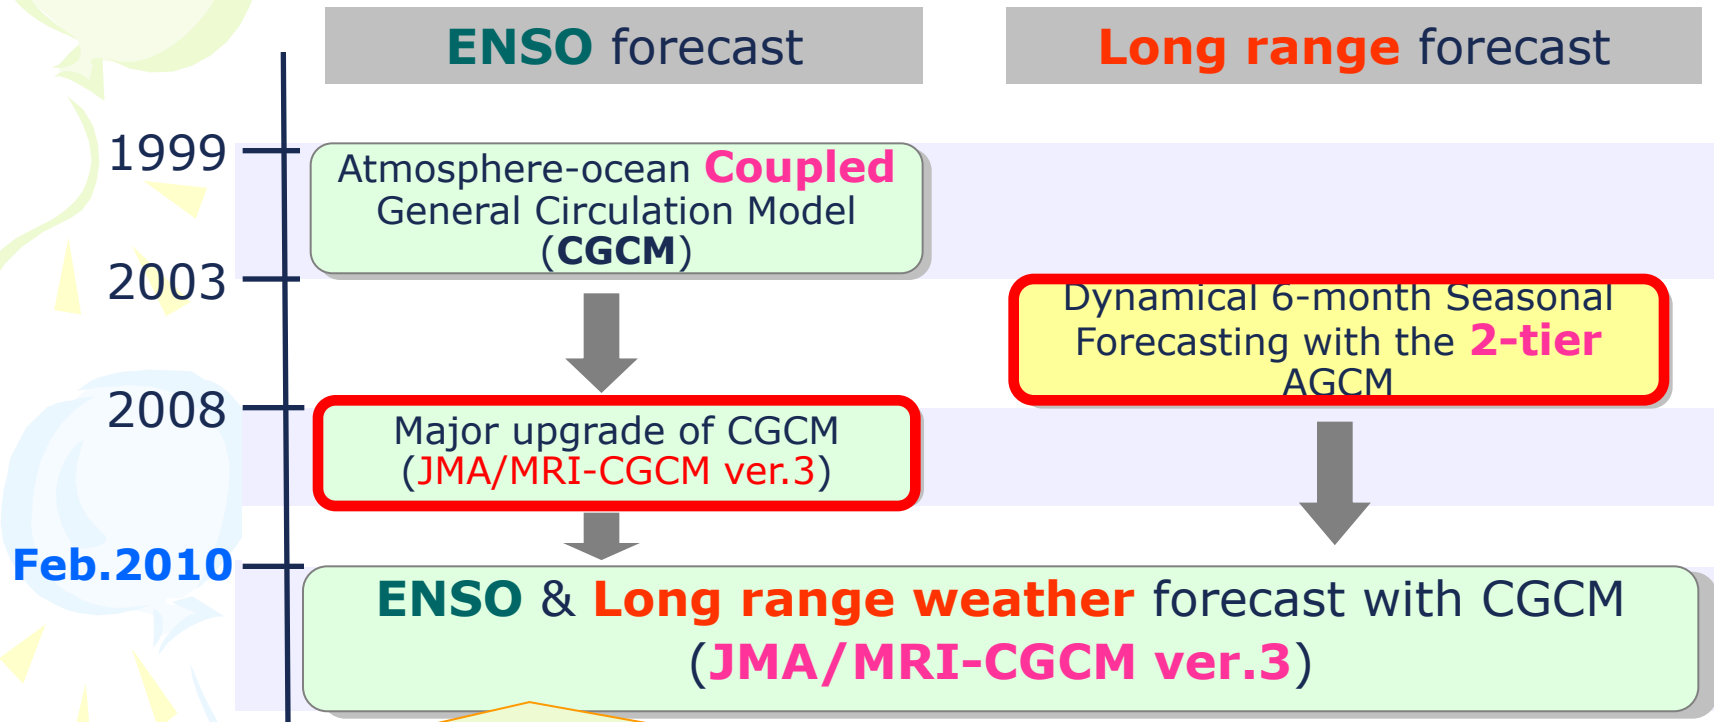 ENSO forecast
Long range forecast
1999
Atmosphere-ocean Coupled
General Circulation Model
(CGCM)
2003
Dynamical 6-month Seasonal
Forecasting with the 2-tier
AGCM
2008
Major upgrade of CGCM
(JMA/MRI-CGCM ver.3)
Feb.2010
ENSO & Long range weather forecast with CGCM
(JMA/MRI-CGCM ver.3)